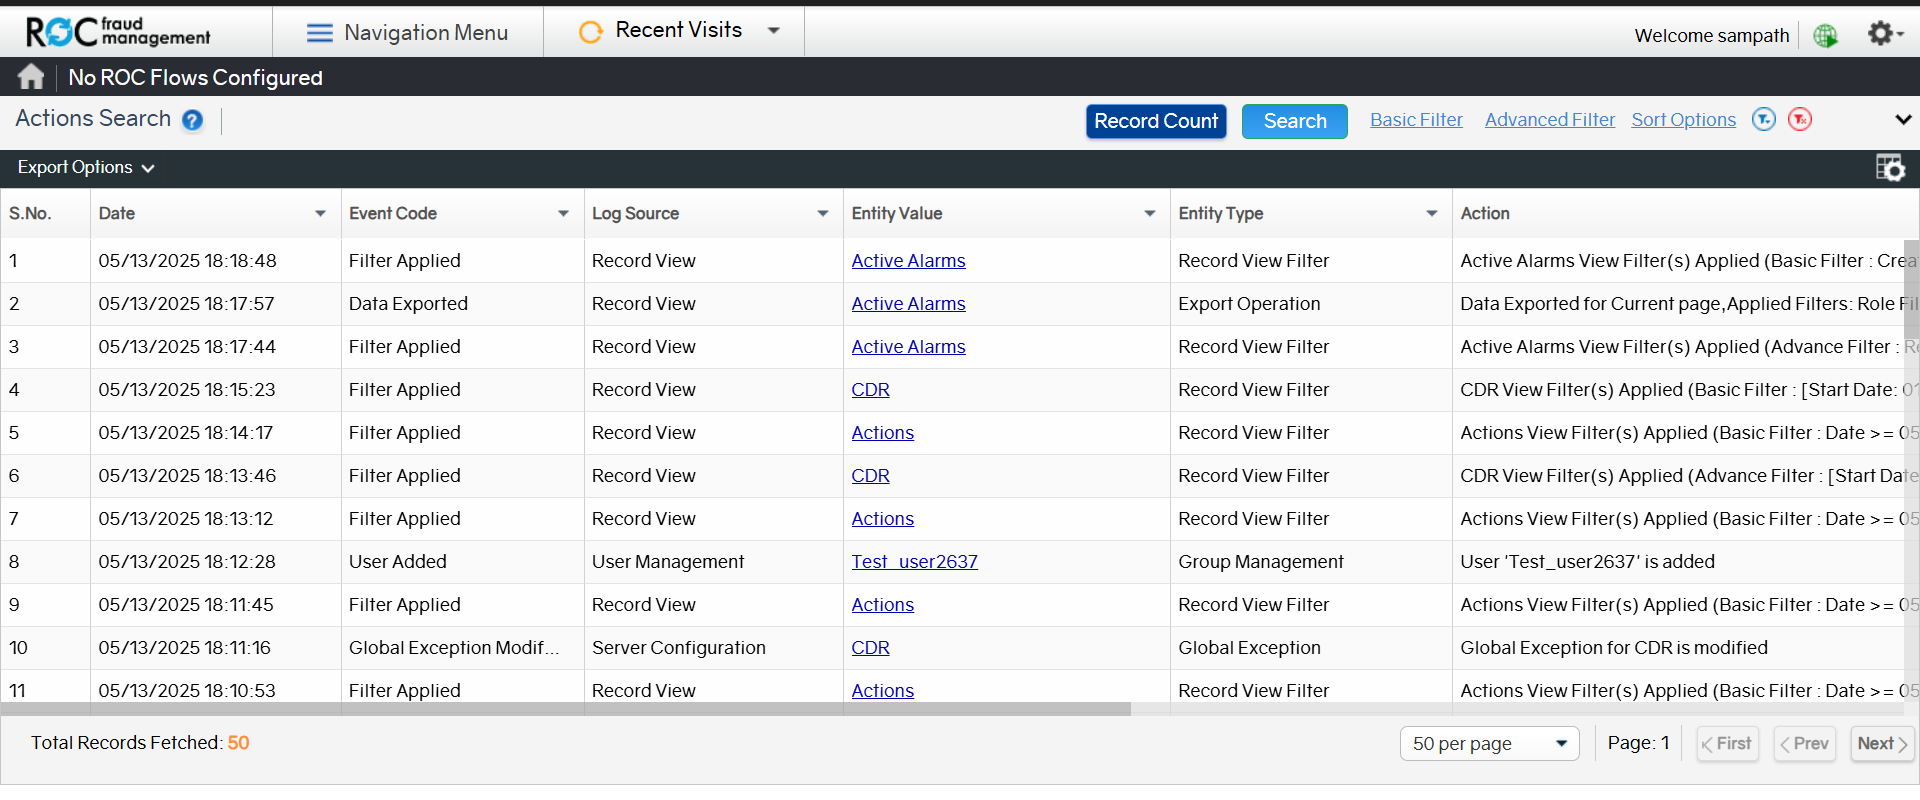 ROC fraud management
Navigation Menu
Recent Visits
Welcome sampath
No ROC Flows Configured
Actions Search ?
Record Count Search Basic Filter Advanced Filter Sort Options
Export Options
S.No. Date Event Code Log Source Entity Value Entity Type Action
1 05/13/2025 18:18:48 Filter Applied Record View Active Alarms Record View Filter Active Alarms View Filter(s) Applied (Basic Filter : Crea
2 05/13/2025 18:17:57 Data Exported Record View Active Alarms Export Operation Data Exported for Current page,Applied Filters: Role Fil
3 05/13/2025 18:17:44 Filter Applied Record View Active Alarms Record View Filter Active Alarms View Filter(s) Applied (Advance Filter : Re
4 05/13/2025 18:15:23 Filter Applied Record View CDR Record View Filter CDR View Filter(s) Applied (Basic Filter : [Start Date: 01
5 05/13/2025 18:14:17 Filter Applied Record View Actions Record View Filter Actions View Filter(s) Applied (Basic Filter : Date >= 05
6 05/13/2025 18:13:46 Filter Applied Record View CDR Record View Filter CDR View Filter(s) Applied (Advance Filter : [Start Date
7 05/13/2025 18:13:12 Filter Applied Record View Actions Record View Filter Actions View Filter(s) Applied (Basic Filter : Date >= 05
8 05/13/2025 18:12:28 User Added User Management Test_user2637 Group Management User 'Test_user2637' is added
9 05/13/2025 18:11:45 Filter Applied Record View Actions Record View Filter Actions View Filter(s) Applied (Basic Filter : Date >= 05
10 05/13/2025 18:11:16 Global Exception Modif... Server Configuration CDR Global Exception Global Exception for CDR is modified
11 05/13/2025 18:10:53 Filter Applied Record View Actions Record View Filter Actions View Filter(s) Applied (Basic Filter : Date >= 05
Total Records Fetched: 50
50 per page Page: 1 First Prev Next